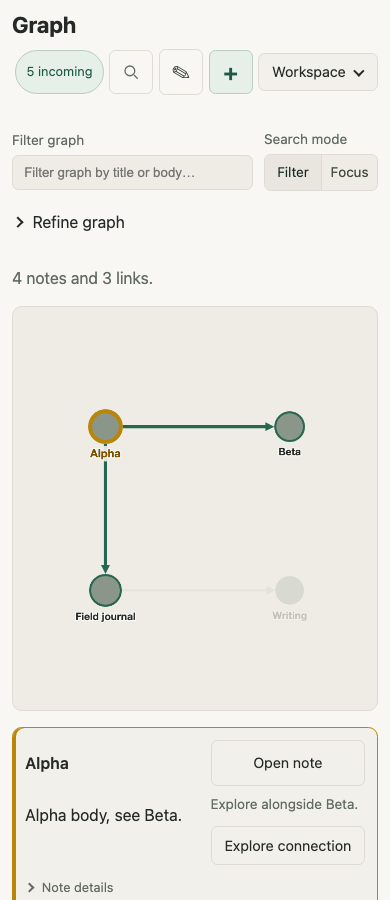 Graph
5 incoming
Workspace
Filter graph
Search mode
Filter graph by title or body…
Filter
Focus
Refine graph
4 notes and 3 links.
Alpha
Beta
Field journal
Writing
Alpha
Open note
Explore alongside Beta.
Alpha body, see Beta.
Explore connection
Note details